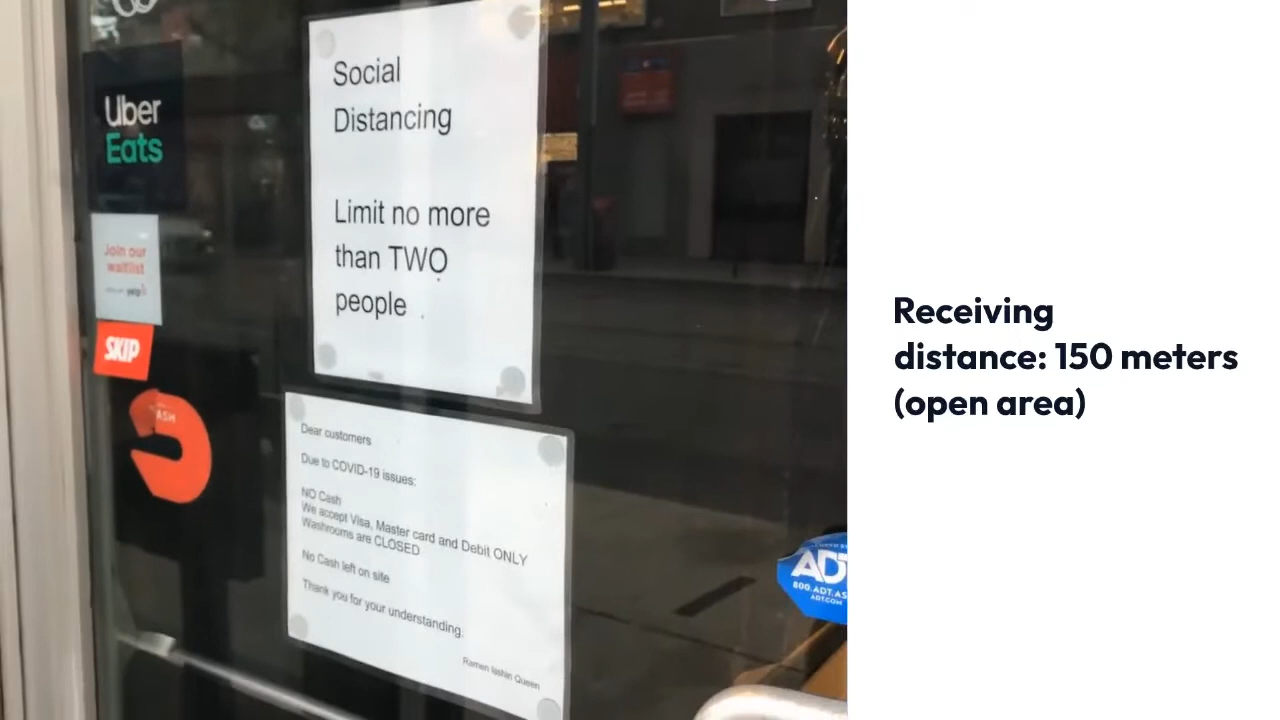 Uber
Eats
Join our
waitlist
yelp
SKIP
ASH
Social
Distancing
Limit no more
than TWO
people
Dear customers
Due to COVID-19 issues:
NO Cash
We accept Visa, Master card and Debit ONLY
Washrooms are CLOSED
No Cash left on site
Thank you for your understanding.
Ramen Isshin Queen
ADT
800.ADT.AS
ADT.COM
Receiving
distance: 150 meters
(open area)